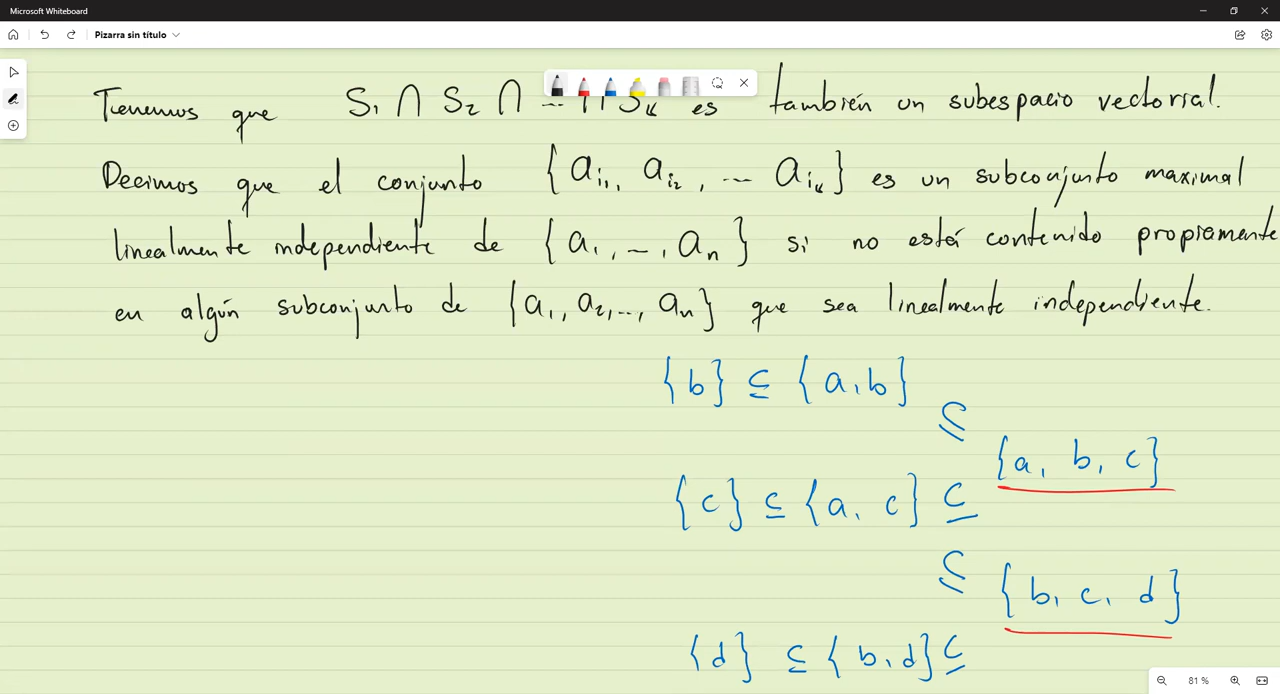 Microsoft Whiteboard
Pizarra sin título
Tenemos que S₁ ∩ S₂ ∩ ... ∩ Sₖ es también un subespacio vectorial.
Decimos que el conjunto {aᵢ₁, aᵢ₂, ... aᵢₖ} es un subconjunto maximal
linealmente independiente de {a₁, ..., aₙ} si no está contenido propiamente
en algún subconjunto de {a₁, a₂, ..., aₙ} que sea linealmente independiente.
{b} ⊆ {a, b}
⊆
{a, b, c}
{c} ⊆ {a, c} ⊆
⊆
{b, c, d}
{d} ⊆ {b, d} ⊆
81 %